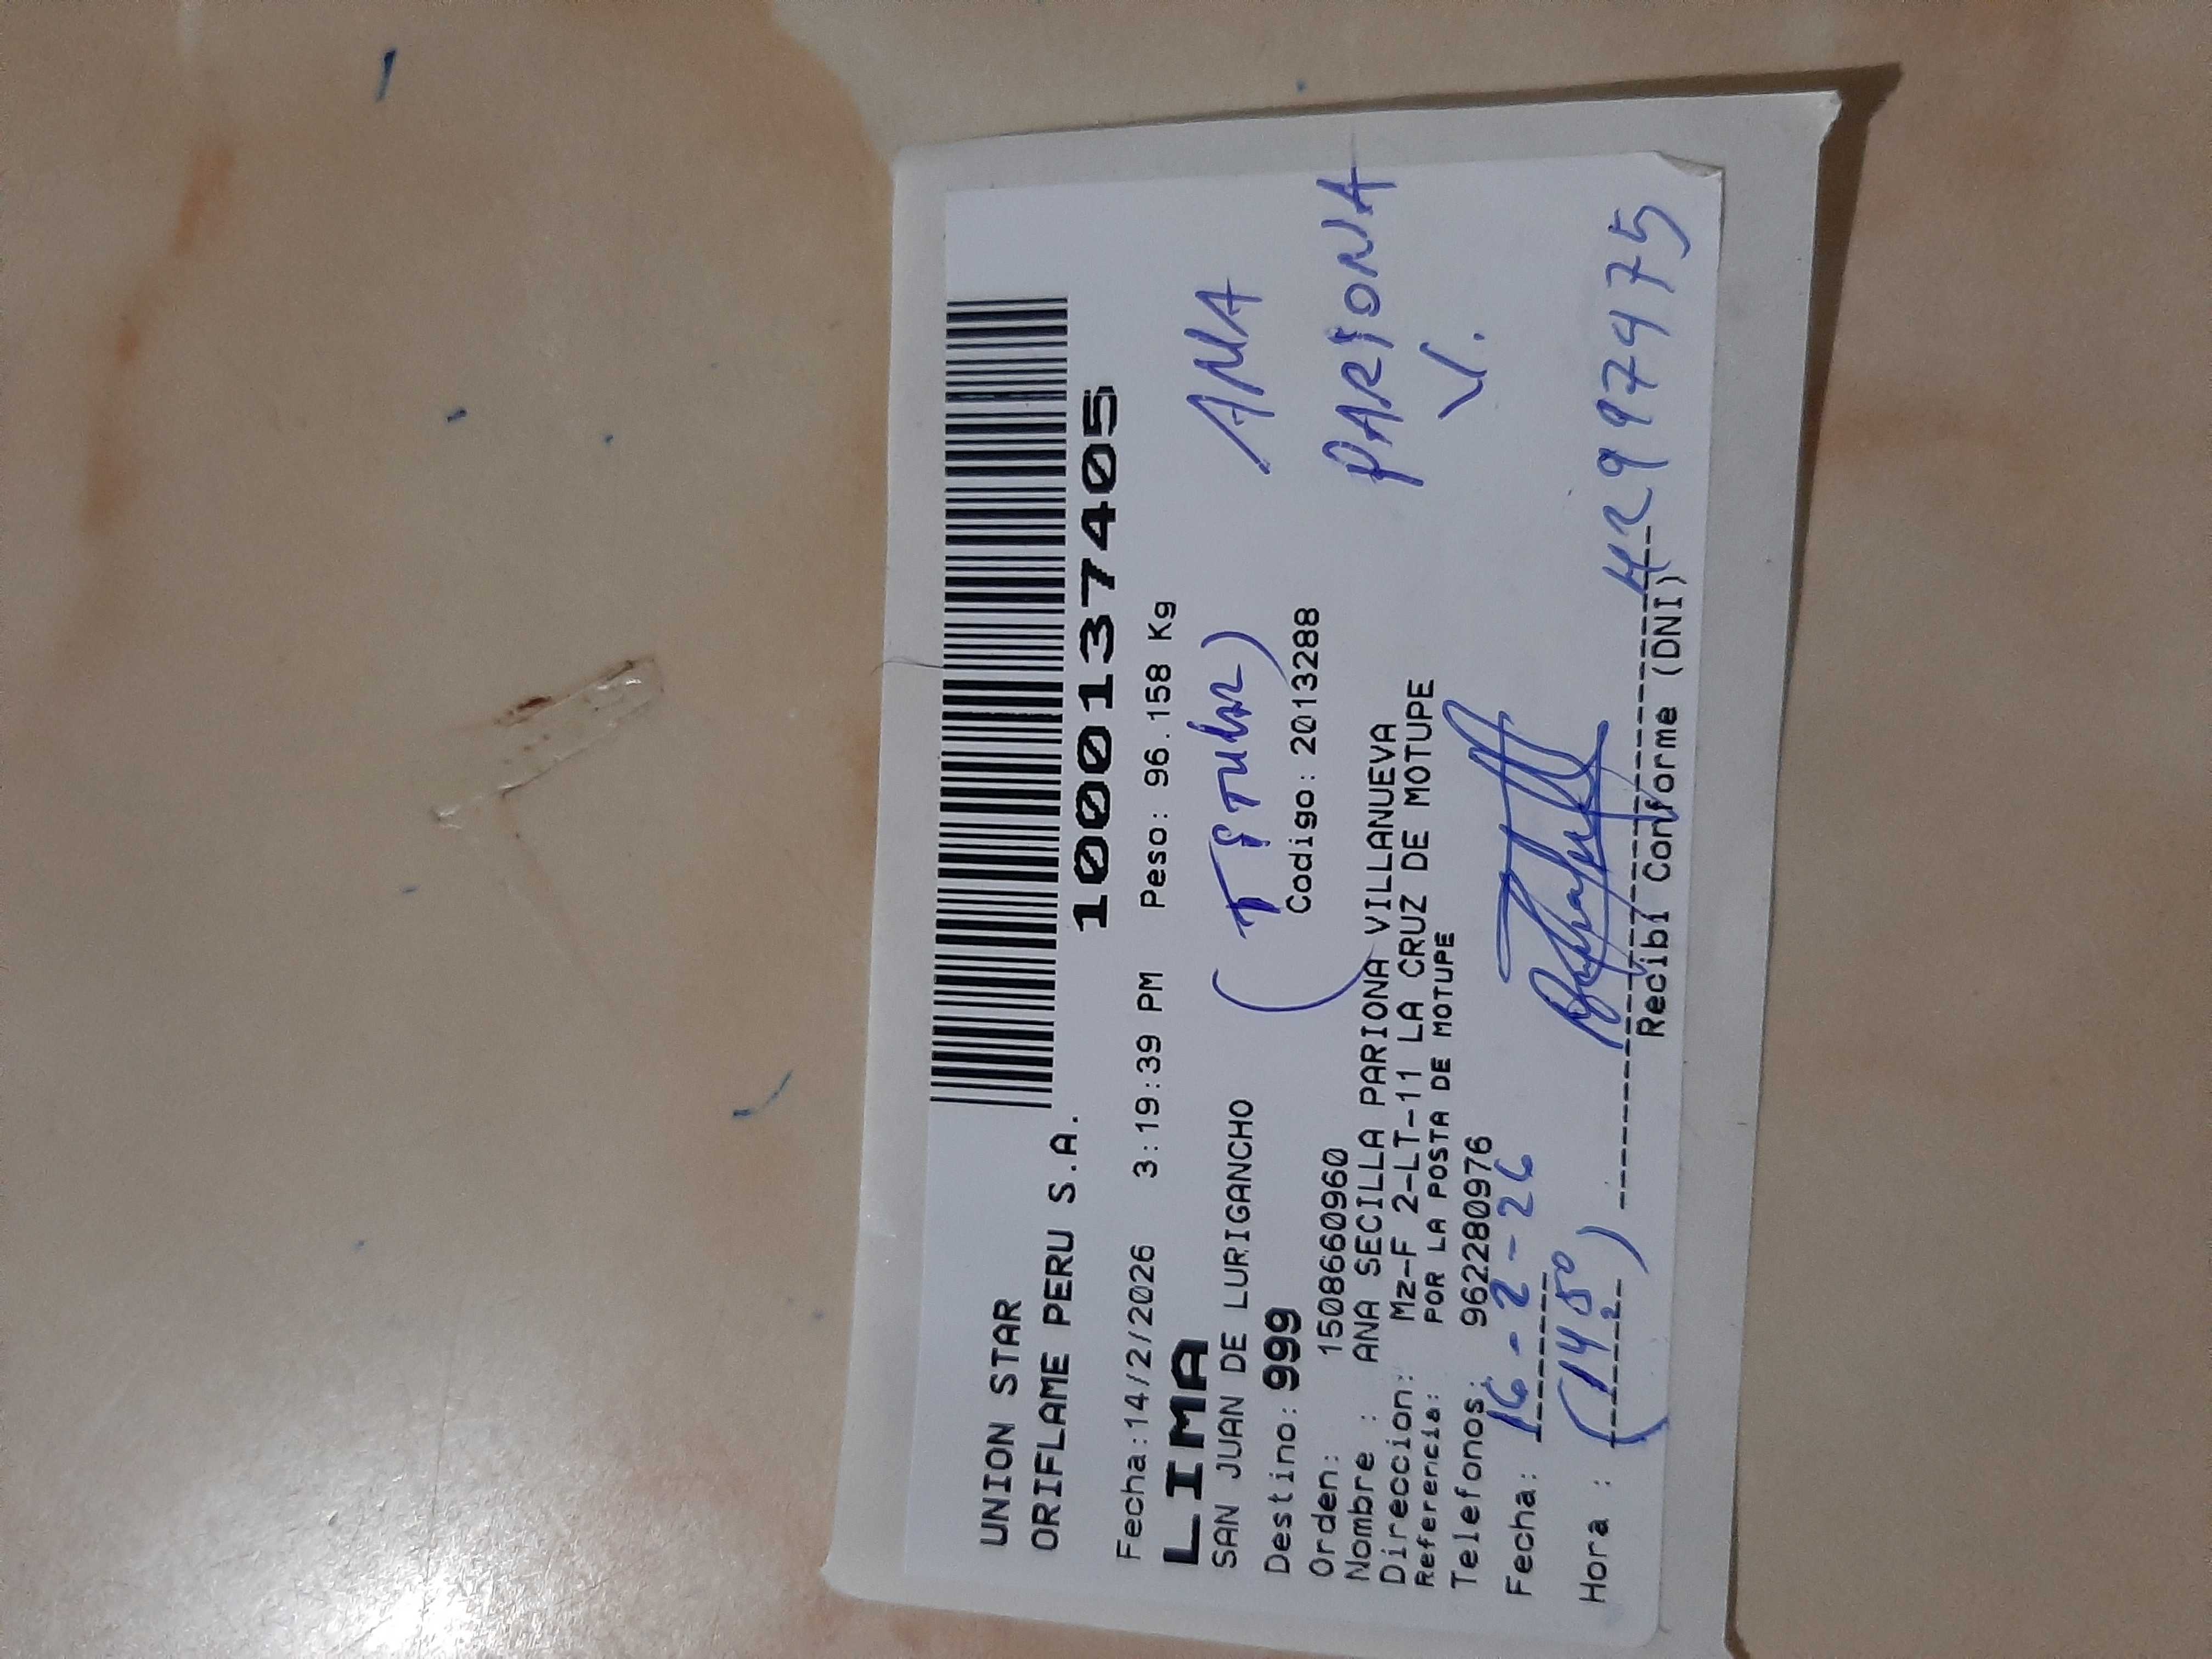 UNION STAR
ORIFLAME PERU S.A.
1000137405
Fecha:14/2/2026 3:19:39 PM Peso: 96.158 Kg
LIMA
SAN JUAN DE LURIGANCHO
(TITULAR)
ANA
PARIONA
V.
Destino: 999
Codigo: 2013288
Orden: 1508660960
Nombre : ANA SECILLA PARIONA VILLANUEVA
Direccion: Mz-F 2-LT-11 LA CRUZ DE MOTUPE
Referencia: POR LA POSTA DE MOTUPE
Telefonos: 962280976
Fecha: 16-2-26
Hora : (14 50)
42997475
Recibí Conforme (DNI)